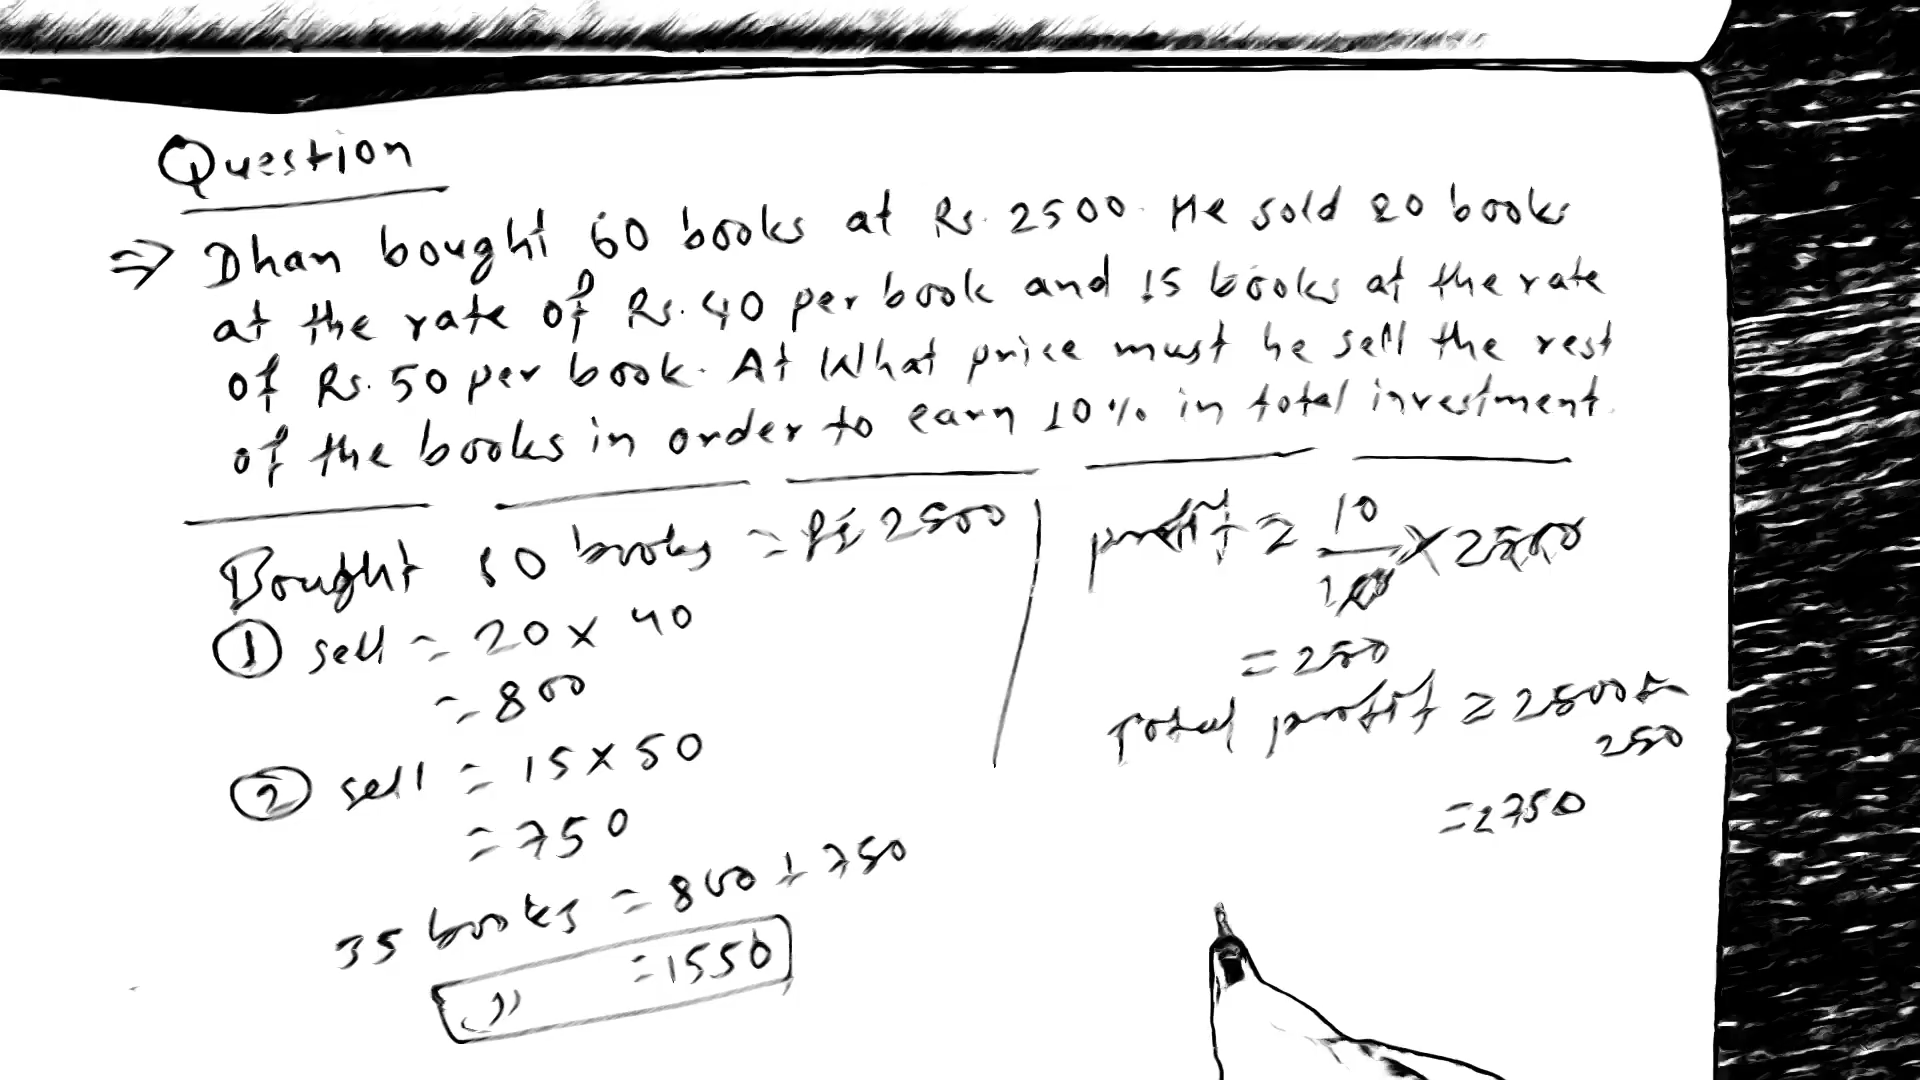 Question
⇒ Dhan bought 60 books at Rs. 2500. He sold 20 books
at the rate of Rs. 40 per book and 15 books at the rate
of Rs. 50 per book. At What price must he sell the rest
of the books in order to earn 10% in total investment.
Bought 60 books = Rs 2500
① sell = 20 × 40
= 800
② sell = 15 × 50
= 750
35 books = 800 + 750
= 1550
profit = 10/100 × 2500
= 250
Total profit = 2500 +
250
= 2750